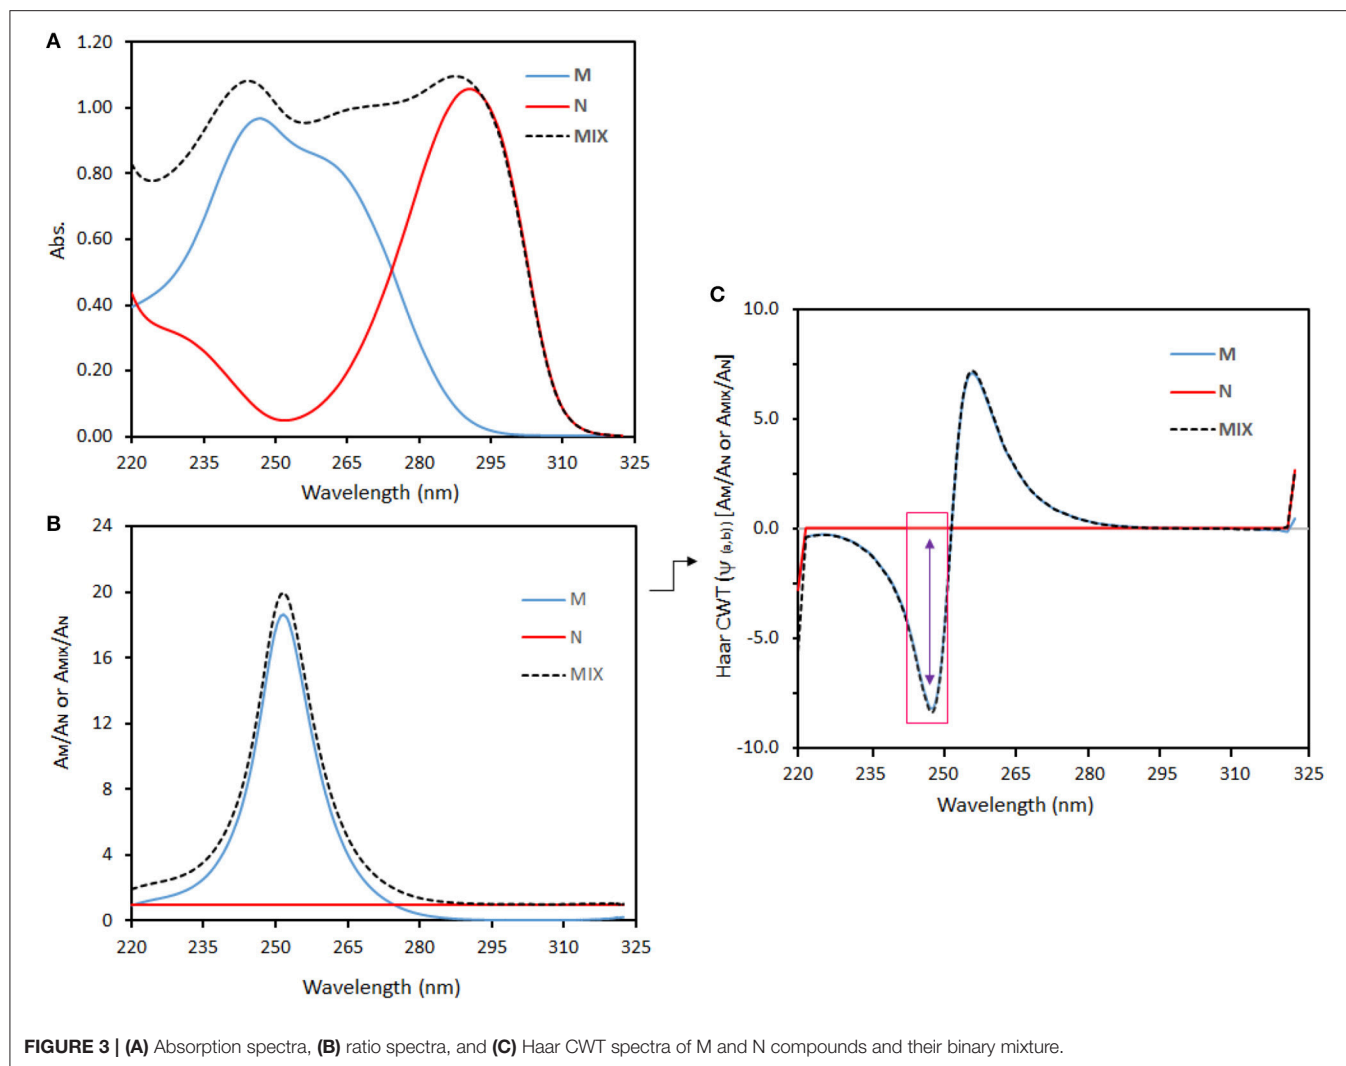 A
1.20
1.00
0.80
0.60
0.40
0.20
0.00
Abs.
M
N
MIX
220 235 250 265 280 295 310 325
Wavelength (nm)
B
24
20
16
12
8
4
0
AM/AN or AMIX/AN
M
N
MIX
220 235 250 265 280 295 310 325
Wavelength (nm)
C
10.0
5.0
0.0
-5.0
-10.0
Haar CWT (ψ (a,b)) [AM/AN or AMIX/AN]
M
N
MIX
220 235 250 265 280 295 310 325
Wavelength (nm)
FIGURE 3 | (A) Absorption spectra, (B) ratio spectra, and (C) Haar CWT spectra of M and N compounds and their binary mixture.